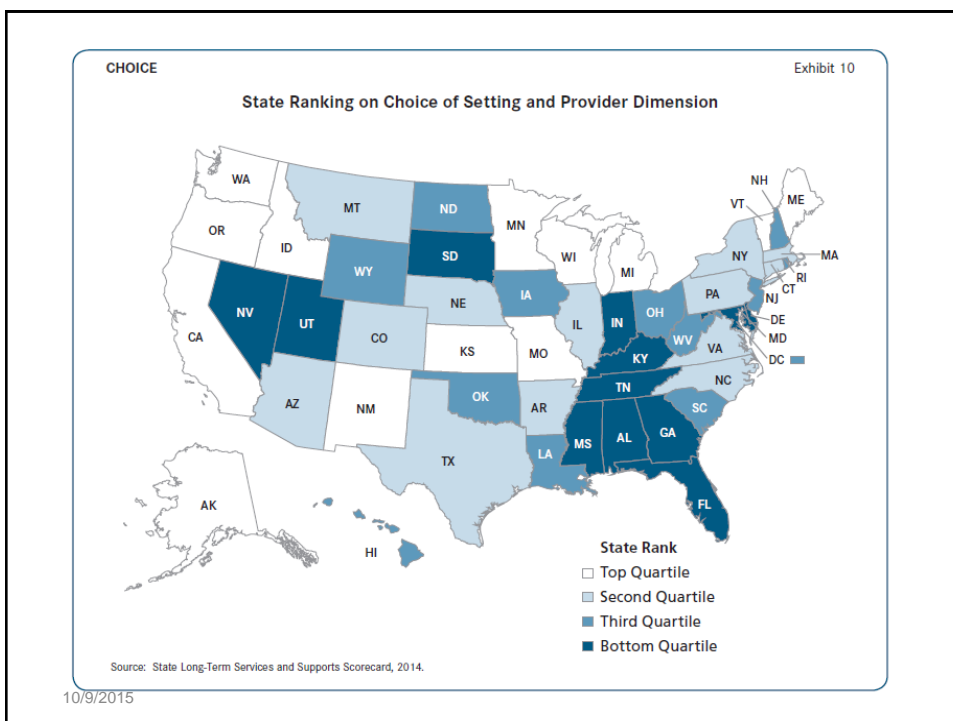 CHOICE
Exhibit 10
State Ranking on Choice of Setting and Provider Dimension
WA
OR
ID
MT
ND
MN
SD
WY
WI
MI
NH
VT
ME
NY
MA
RI
CT
NJ
PA
DE
MD
DC
NV
UT
CA
CO
NE
IA
IL
IN
OH
WV
VA
KS
MO
KY
NC
TN
AZ
NM
OK
AR
SC
MS
AL
GA
LA
TX
FL
AK
HI
State Rank
Top Quartile
Second Quartile
Third Quartile
Bottom Quartile
Source: State Long-Term Services and Supports Scorecard, 2014.
10/9/2015